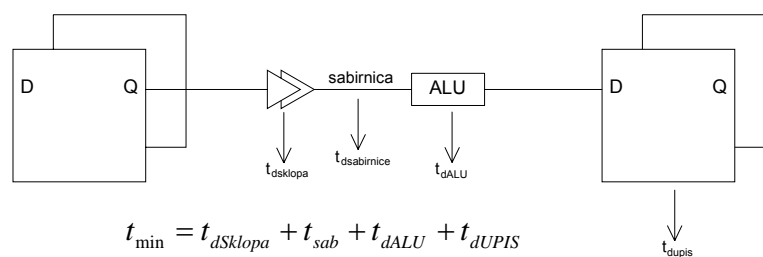 sabirnica
D Q ALU D Q
t_dsklopa t_dsabirnice t_dALU
t_min = t_dSklopa + t_sab + t_dALU + t_dUPIS
t_dupis